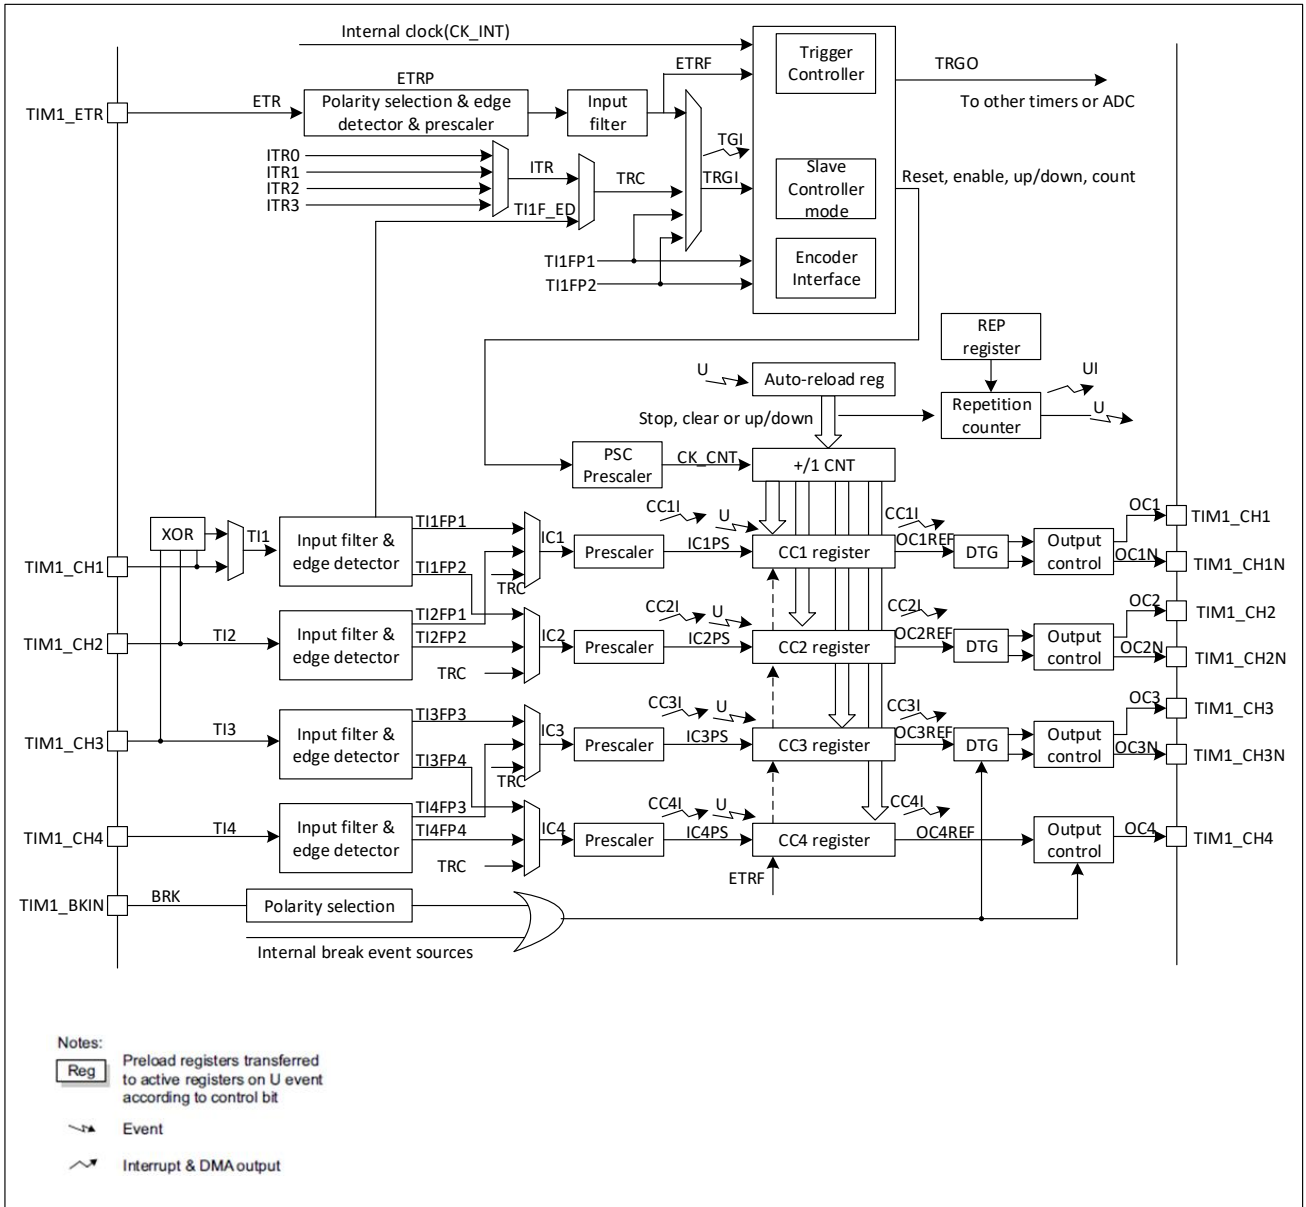 Internal clock(CK_INT)
Trigger
Controller
ETRF
TRGO
To other timers or ADC
ETRP
TIM1_ETR
ETR
Polarity selection & edge
detector & prescaler
Input
filter
TGI
ITR0
ITR1
ITR2
ITR3
ITR
TRC
TRGI
TI1F_ED
Slave
Controller
mode
Reset, enable, up/down, count
TI1FP1
TI1FP2
Encoder
Interface
REP
register
U
Auto-reload reg
UI
Stop, clear or up/down
Repetition
counter
U
PSC
Prescaler
CK_CNT
+/1 CNT
XOR
TI1
TIM1_CH1
Input filter &
edge detector
TI1FP1
TI1FP2
TRC
IC1
Prescaler
IC1PS
CC1I
U
CC1 register
CC1I
OC1REF
DTG
Output
control
OC1
OC1N
TIM1_CH1
TIM1_CH1N
TIM1_CH2
TI2
Input filter &
edge detector
TI2FP1
TI2FP2
TRC
IC2
Prescaler
IC2PS
CC2I
U
CC2 register
CC2I
OC2REF
DTG
Output
control
OC2
OC2N
TIM1_CH2
TIM1_CH2N
TIM1_CH3
TI3
Input filter &
edge detector
TI3FP3
TI3FP4
TRC
IC3
Prescaler
IC3PS
CC3I
U
CC3 register
CC3I
OC3REF
DTG
Output
control
OC3
OC3N
TIM1_CH3
TIM1_CH3N
TIM1_CH4
TI4
Input filter &
edge detector
TI4FP3
TI4FP4
TRC
IC4
Prescaler
IC4PS
CC4I
U
CC4 register
CC4I
OC4REF
Output
control
OC4
TIM1_CH4
ETRF
TIM1_BKIN
BRK
Polarity selection
Internal break event sources
Notes:
Reg
Preload registers transferred
to active registers on U event
according to control bit
Event
Interrupt & DMA output